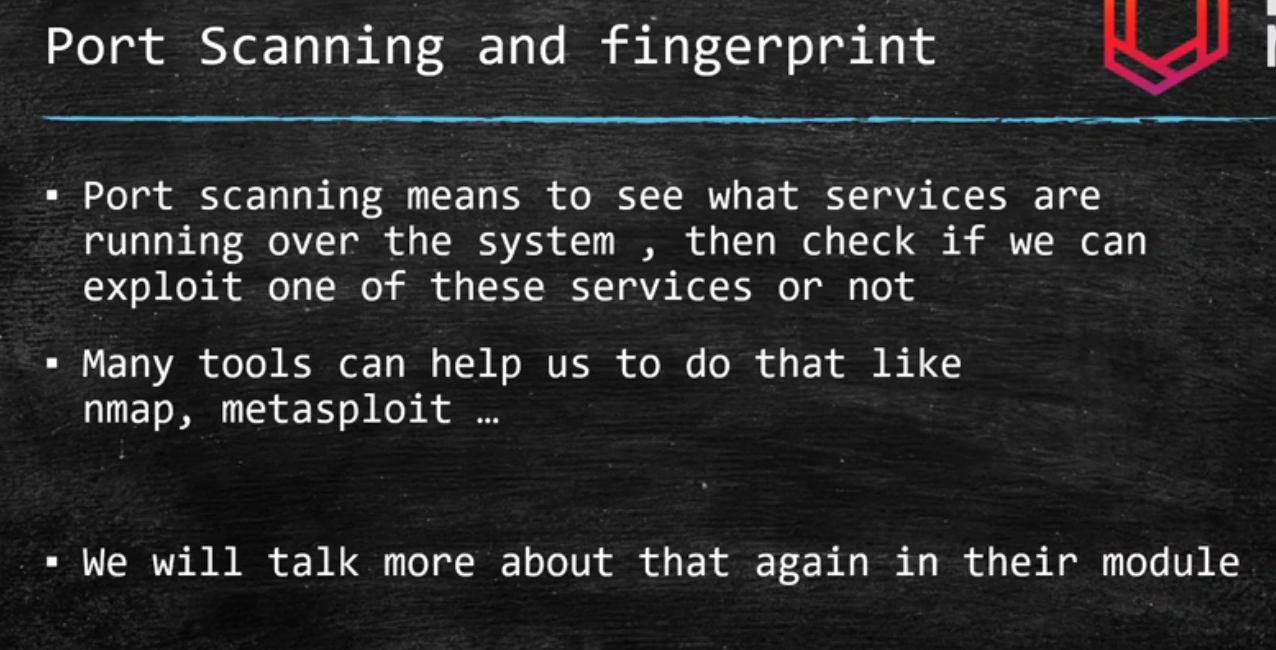 Port Scanning and fingerprint
▪ Port scanning means to see what services are
running over the system , then check if we can
exploit one of these services or not
▪ Many tools can help us to do that like
nmap, metasploit …
▪ We will talk more about that again in their module